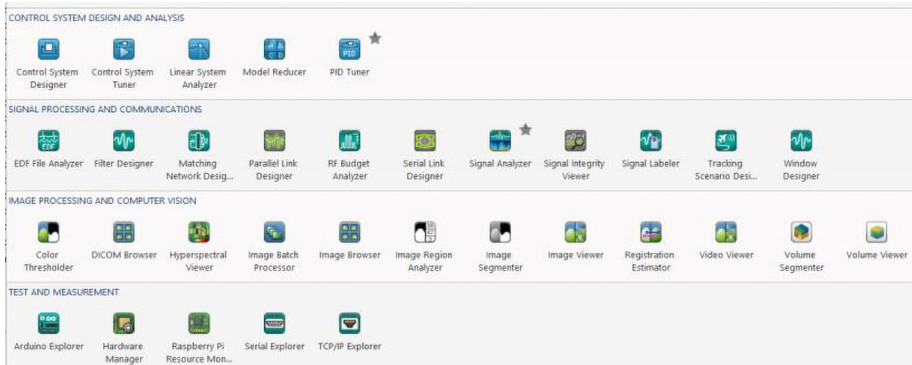 CONTROL SYSTEM DESIGN AND ANALYSIS
Control System
Designer
Control System
Tuner
Linear System
Analyzer
Model Reducer
PID
PID Tuner
SIGNAL PROCESSING AND COMMUNICATIONS
EDF
EDF File Analyzer
Filter Designer
Matching
Network Desig...
Parallel Link
Designer
RF Budget
Analyzer
Serial Link
Designer
Signal Analyzer
Signal Integrity
Viewer
Signal Labeler
Tracking
Scenario Desi...
Window
Designer
IMAGE PROCESSING AND COMPUTER VISION
Color
Thresholder
DICOM Browser
Hyperspectral
Viewer
Image Batch
Processor
Image Browser
Image Region
Analyzer
Image
Segmenter
Image Viewer
Registration
Estimator
Video Viewer
Volume
Segmenter
Volume Viewer
TEST AND MEASUREMENT
Arduino Explorer
Hardware
Manager
Raspberry Pi
Resource Mon...
Serial Explorer
TCP/IP Explorer